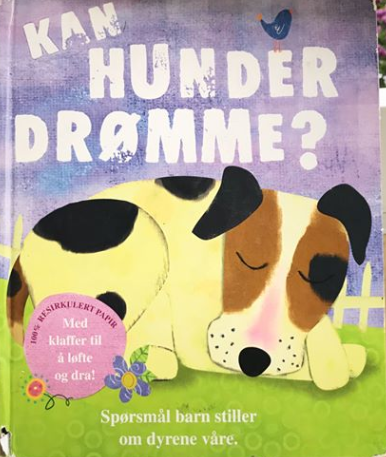 KAN
HUNDER
DRØMME?
100% RESIRKULERT PAPIR
Med
klaffer til
å løfte
og dra!
Spørsmål barn stiller
om dyrene våre.